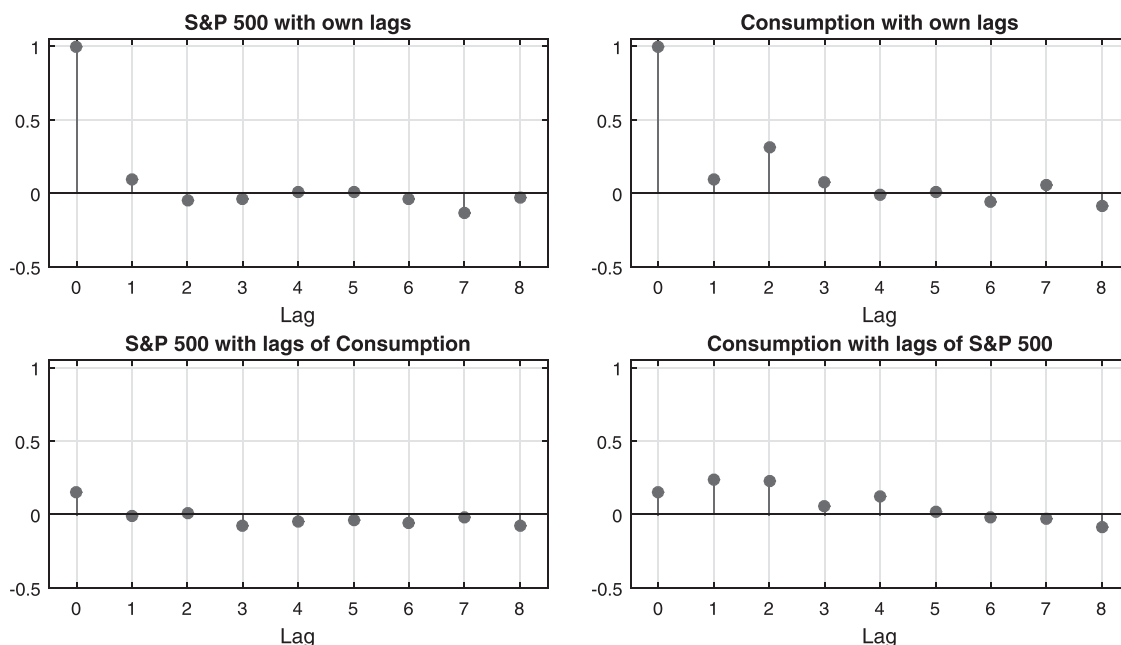 S&P 500 with own lags
1
0.5
0
-0.5
0 1 2 3 4 5 6 7 8
Lag
Consumption with own lags
1
0.5
0
-0.5
0 1 2 3 4 5 6 7 8
Lag
S&P 500 with lags of Consumption
1
0.5
0
-0.5
0 1 2 3 4 5 6 7 8
Lag
Consumption with lags of S&P 500
1
0.5
0
-0.5
0 1 2 3 4 5 6 7 8
Lag